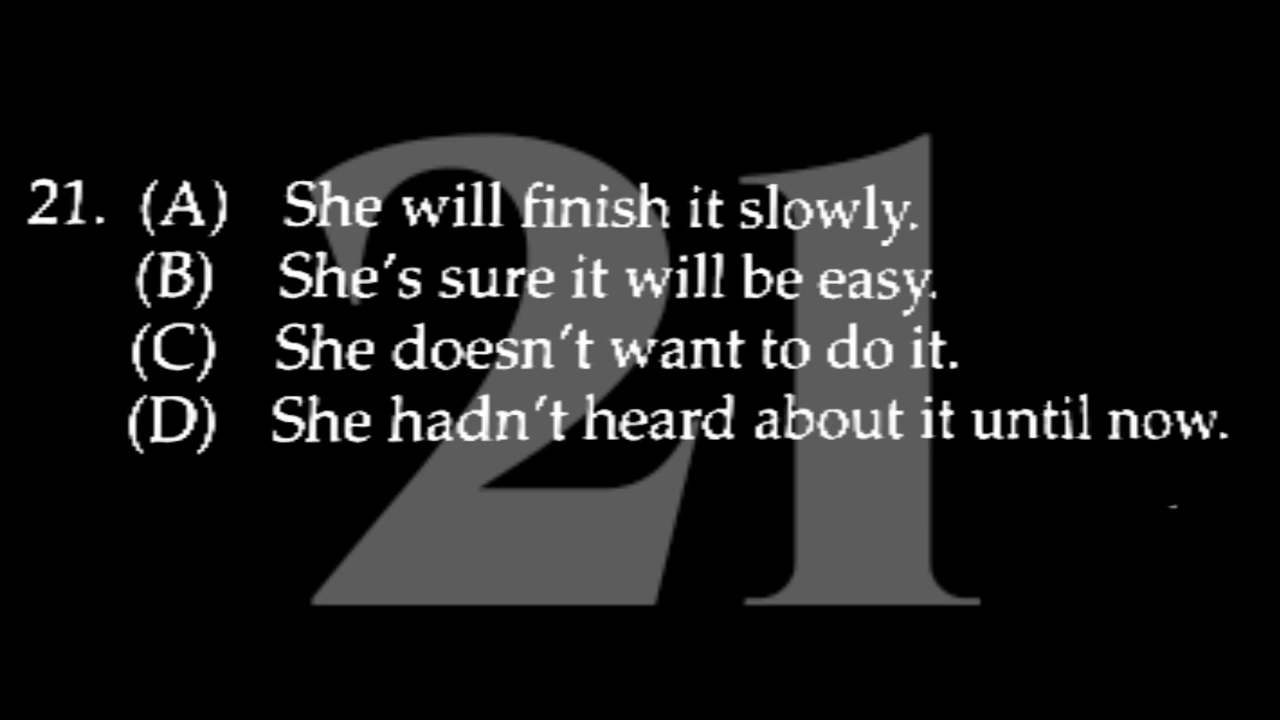 21
21. (A) She will finish it slowly.
(B) She's sure it will be easy.
(C) She doesn't want to do it.
(D) She hadn't heard about it until now.